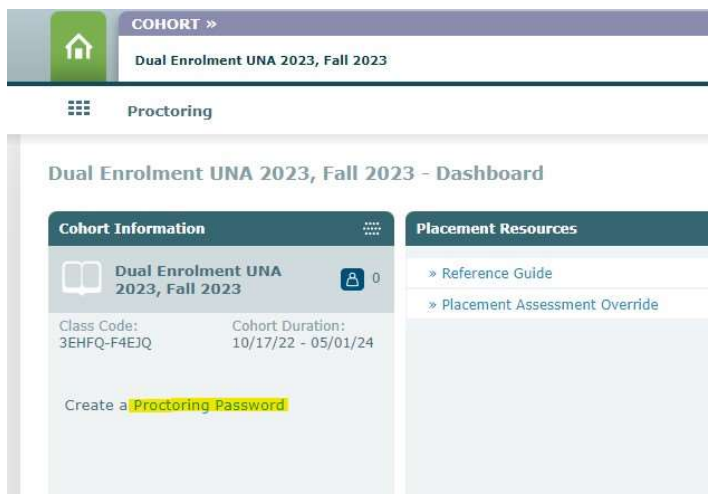 COHORT »
Dual Enrolment UNA 2023, Fall 2023
Proctoring
Dual Enrolment UNA 2023, Fall 2023 - Dashboard
Cohort Information
Dual Enrolment UNA
2023, Fall 2023
0
Class Code:
3EHFQ-F4EJQ
Cohort Duration:
10/17/22 - 05/01/24
Create a Proctoring Password
Placement Resources
» Reference Guide
» Placement Assessment Override